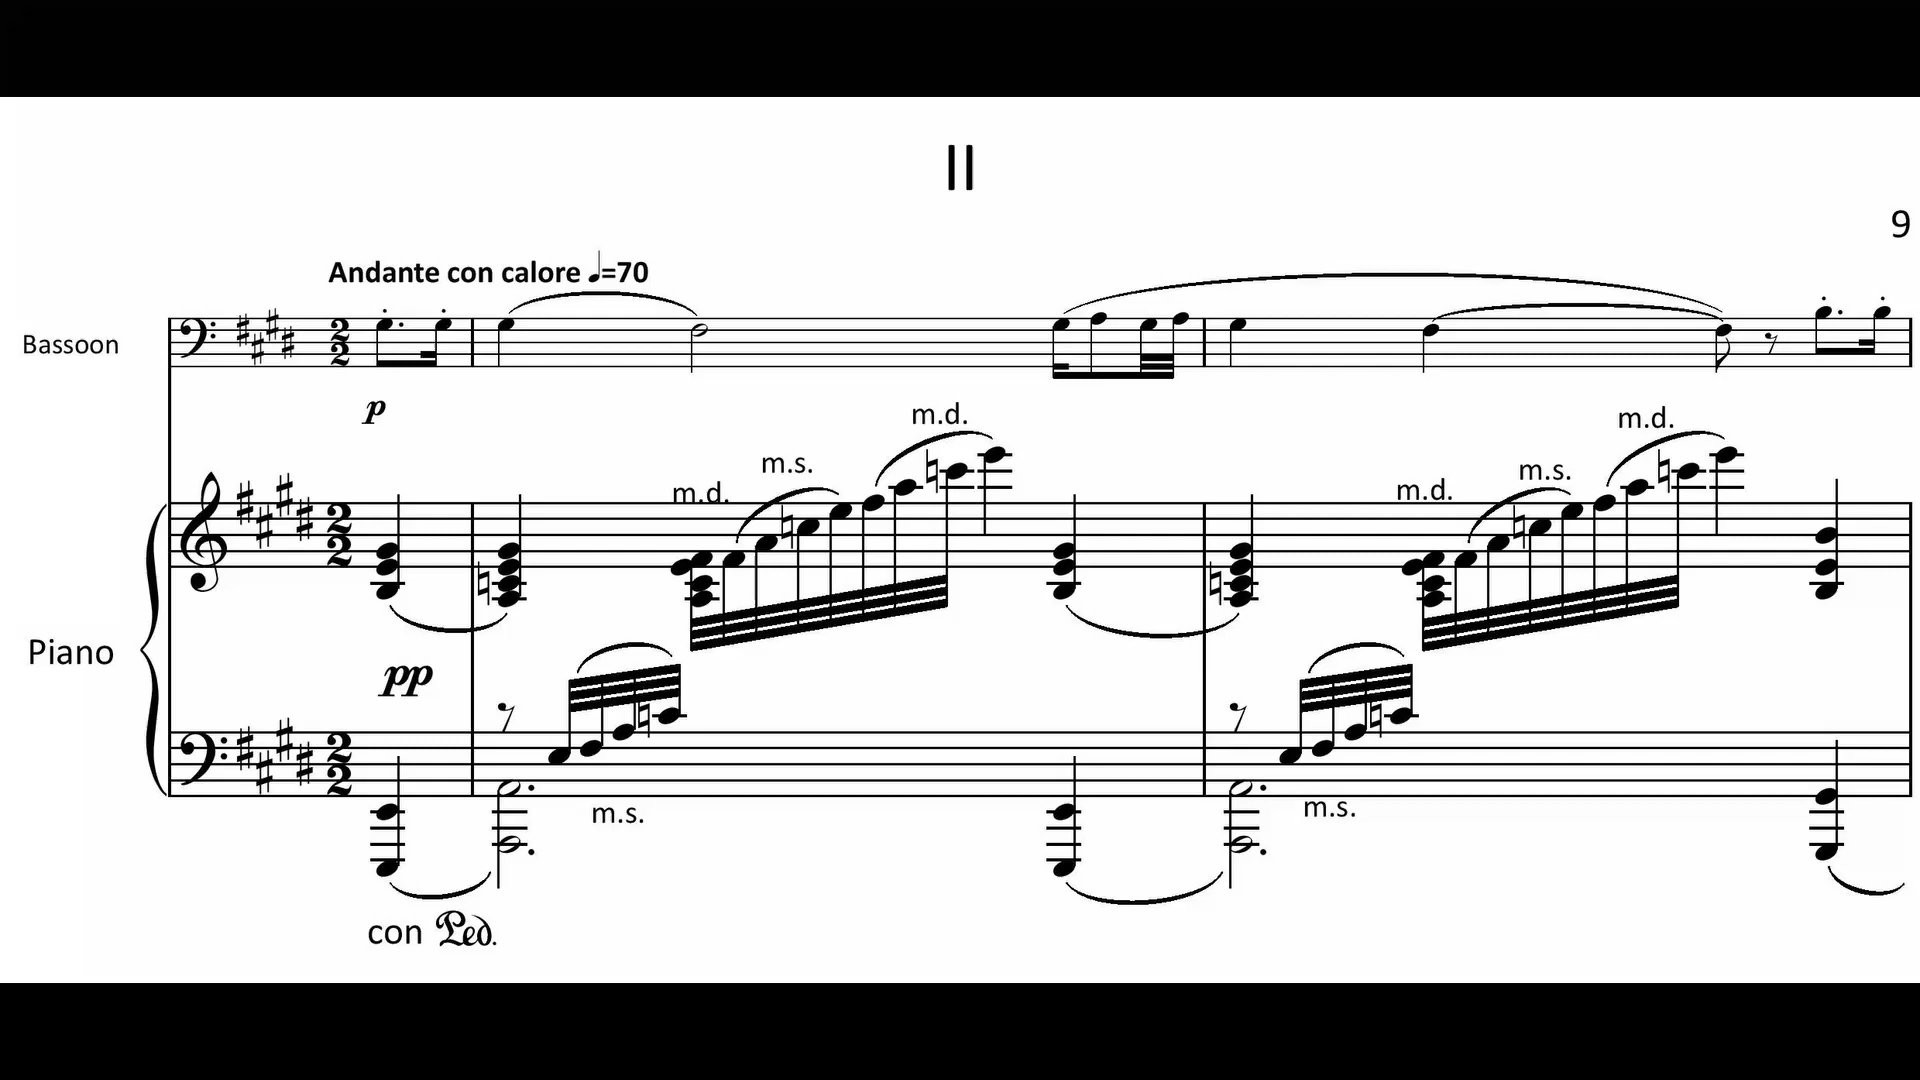 II
9
Andante con calore ♩=70
Bassoon
p
m.d.
m.d.
m.s.
m.s.
m.d.
m.d.
Piano
pp
m.s.
m.s.
con Ped.